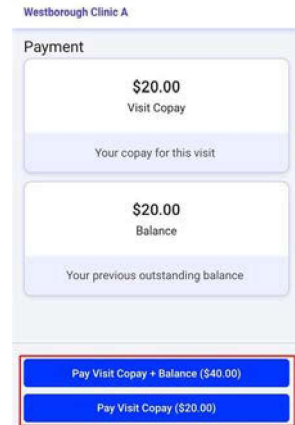 Westborough Clinic A
Payment
$20.00
Visit Copay
Your copay for this visit
$20.00
Balance
Your previous outstanding balance
Pay Visit Copay + Balance ($40.00)
Pay Visit Copay ($20.00)